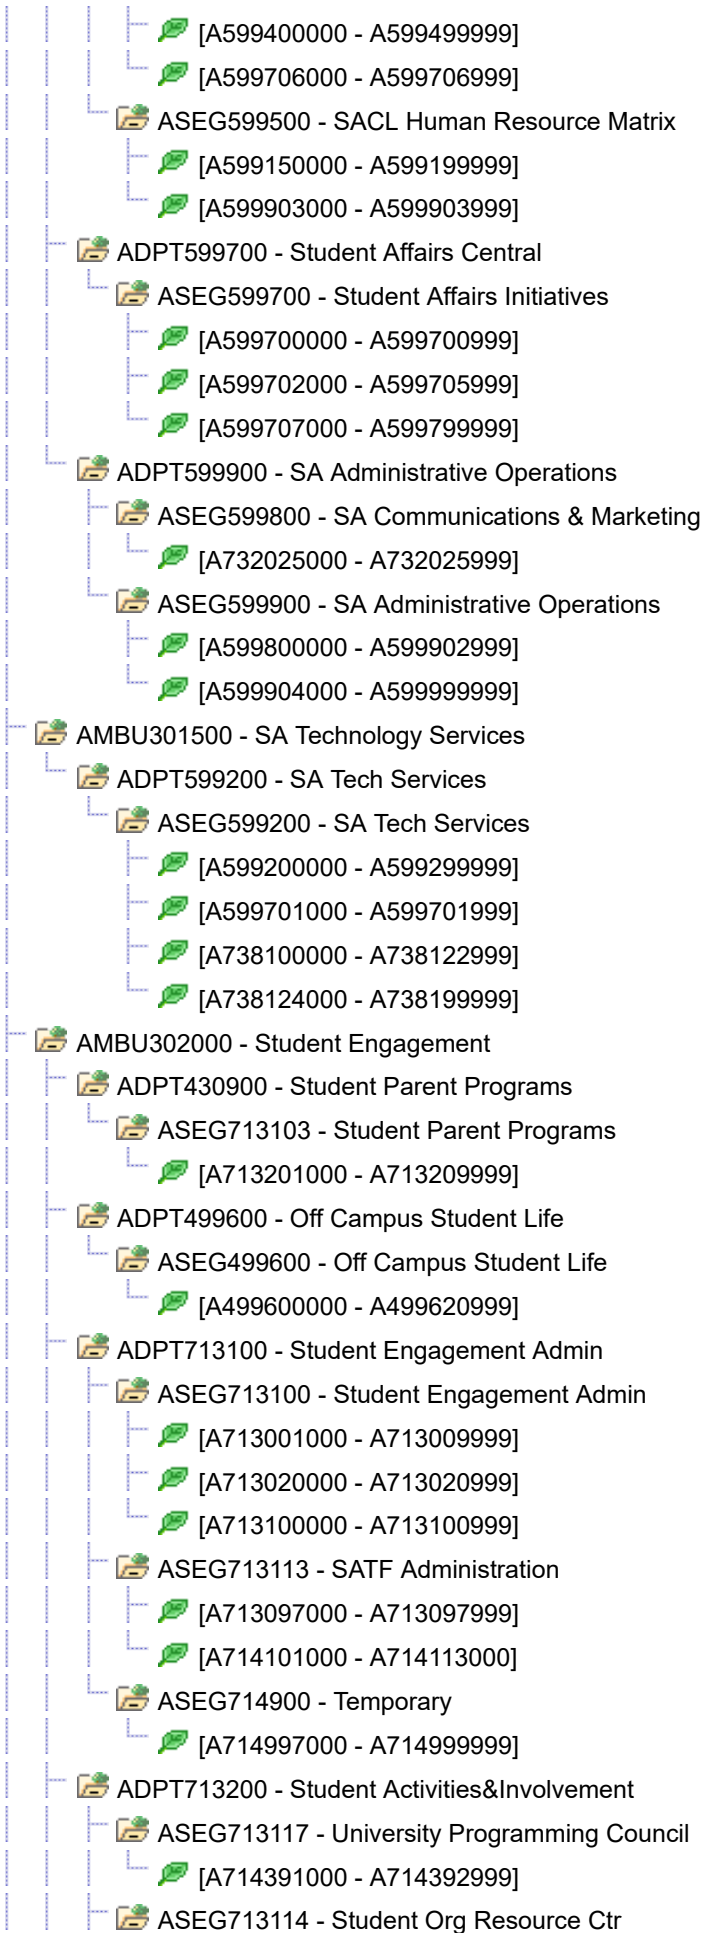 [A599400000 - A599499999]
[A599706000 - A599706999]
ASEG599500 - SACL Human Resource Matrix
[A599150000 - A599199999]
[A599903000 - A599903999]
ADPT599700 - Student Affairs Central
ASEG599700 - Student Affairs Initiatives
[A599700000 - A599700999]
[A599702000 - A599705999]
[A599707000 - A599799999]
ADPT599900 - SA Administrative Operations
ASEG599800 - SA Communications & Marketing
[A732025000 - A732025999]
ASEG599900 - SA Administrative Operations
[A599800000 - A599902999]
[A599904000 - A599999999]
AMBU301500 - SA Technology Services
ADPT599200 - SA Tech Services
ASEG599200 - SA Tech Services
[A599200000 - A599299999]
[A599701000 - A599701999]
[A738100000 - A738122999]
[A738124000 - A738199999]
AMBU302000 - Student Engagement
ADPT430900 - Student Parent Programs
ASEG713103 - Student Parent Programs
[A713201000 - A713209999]
ADPT499600 - Off Campus Student Life
ASEG499600 - Off Campus Student Life
[A499600000 - A499620999]
ADPT713100 - Student Engagement Admin
ASEG713100 - Student Engagement Admin
[A713001000 - A713009999]
[A713020000 - A713020999]
[A713100000 - A713100999]
ASEG713113 - SATF Administration
[A713097000 - A713097999]
[A714101000 - A714113000]
ASEG714900 - Temporary
[A714997000 - A714999999]
ADPT713200 - Student Activities&Involvement
ASEG713117 - University Programming Council
[A714391000 - A714392999]
ASEG713114 - Student Org Resource Ctr